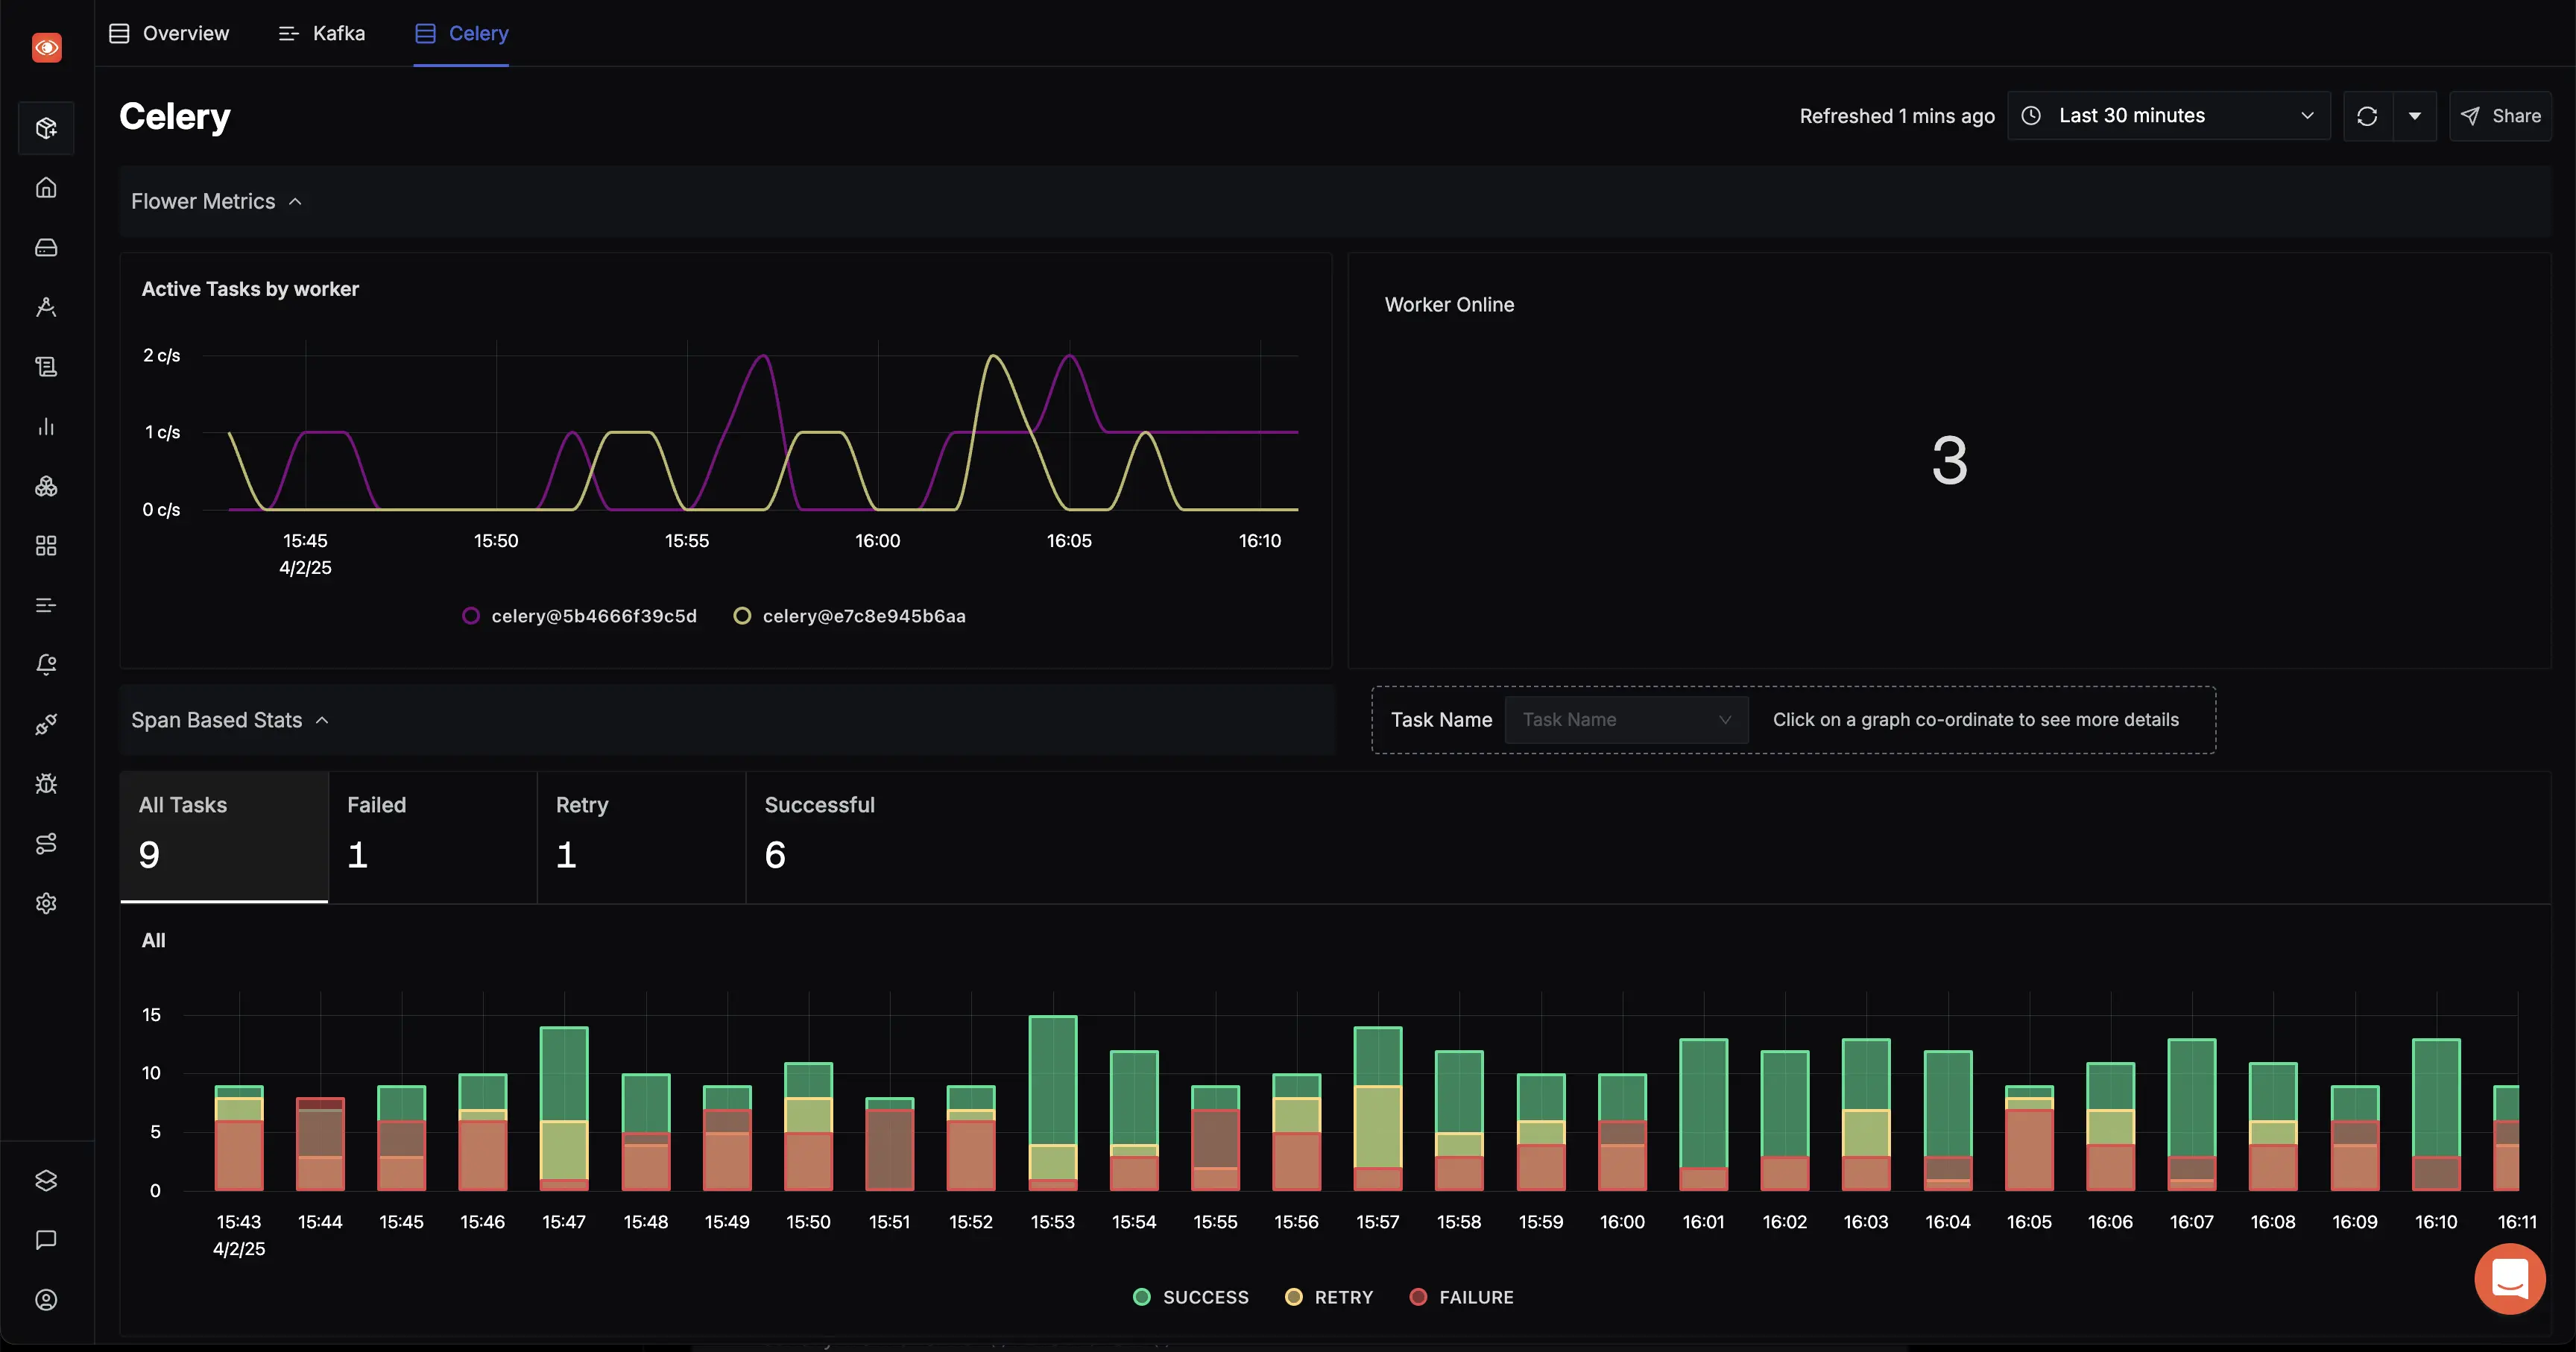 Overview
Kafka
Celery
Celery
Refreshed 1 mins ago
Last 30 minutes
Share
Flower Metrics
Active Tasks by worker
2 c/s
1 c/s
0 c/s
15:45 15:50 15:55 16:00 16:05 16:10
4/2/25
celery@5b4666f39c5d celery@e7c8e945b6aa
Worker Online
3
Span Based Stats
Task Name
Task Name
Click on a graph co-ordinate to see more details
All Tasks
9
Failed
1
Retry
1
Successful
6
All
15
10
5
0
15:43 15:44 15:45 15:46 15:47 15:48 15:49 15:50 15:51 15:52 15:53 15:54 15:55 15:56 15:57 15:58 15:59 16:00 16:01 16:02 16:03 16:04 16:05 16:06 16:07 16:08 16:09 16:10 16:11
4/2/25
SUCCESS RETRY FAILURE